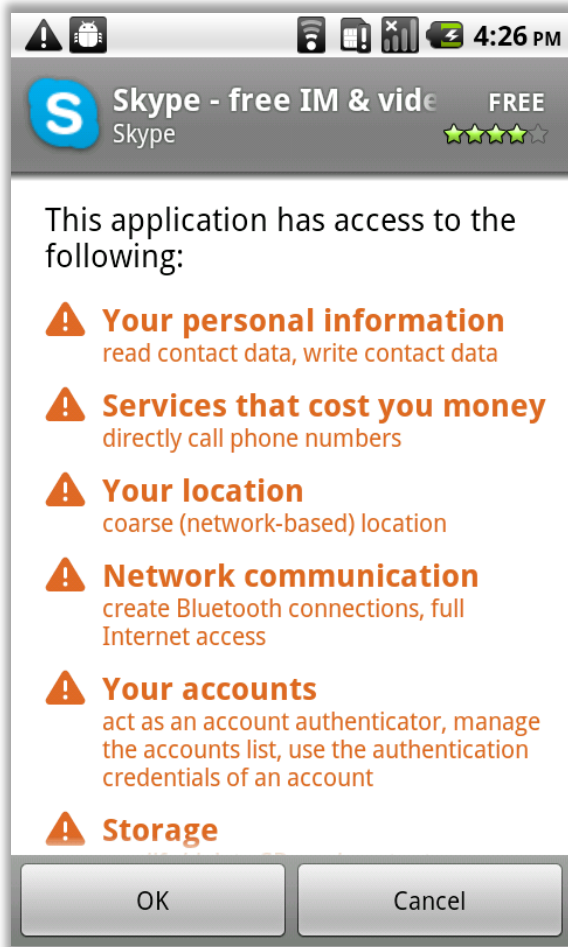 4:26 PM
Skype - free IM & vide
FREE
Skype
This application has access to the
following:
Your personal information
read contact data, write contact data
Services that cost you money
directly call phone numbers
Your location
coarse (network-based) location
Network communication
create Bluetooth connections, full
Internet access
Your accounts
act as an account authenticator, manage
the accounts list, use the authentication
credentials of an account
Storage
OK
Cancel